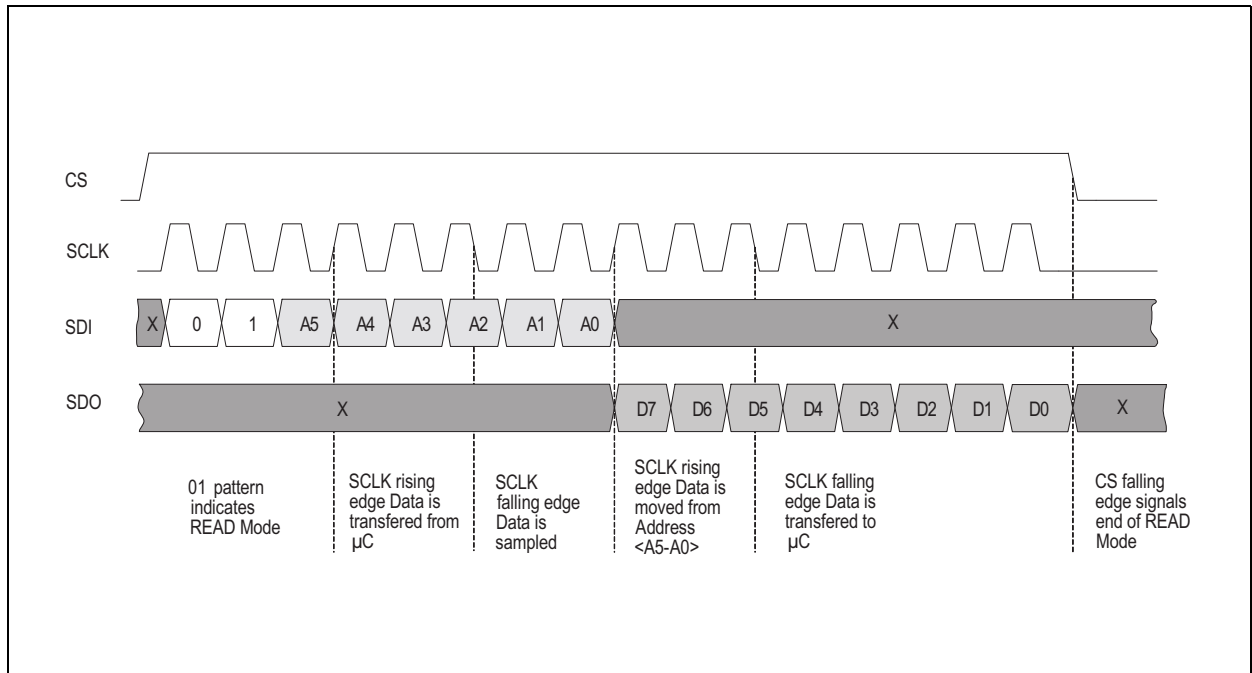 CS
SCLK
SDI
X 0 1 A5 A4 A3 A2 A1 A0 X
SDO
X D7 D6 D5 D4 D3 D2 D1 D0 X
01 pattern
indicates
READ Mode
SCLK rising
edge Data is
transfered from
µC
SCLK
falling edge
Data is
sampled
SCLK rising
edge Data is
moved from
Address
<A5-A0>
SCLK falling
edge Data is
transfered to
µC
CS falling
edge signals
end of READ
Mode